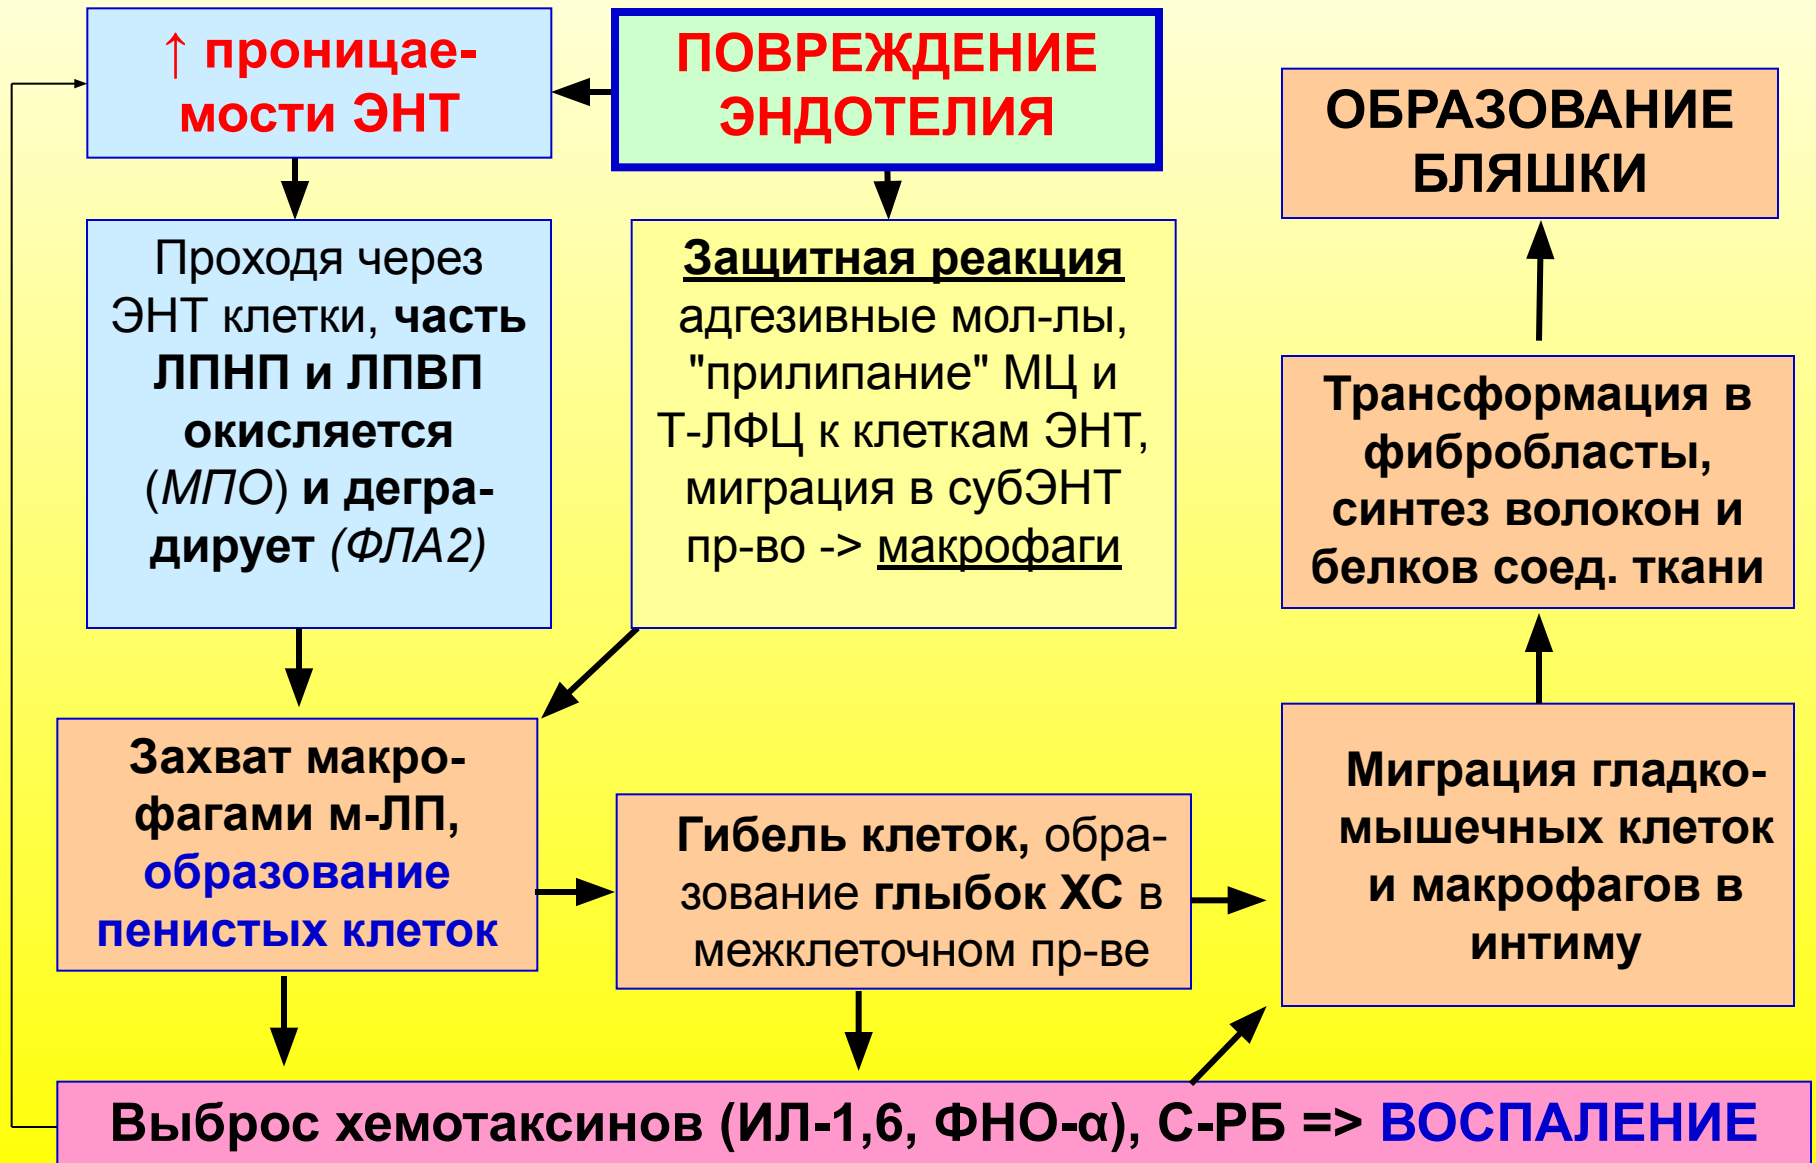 ↑ проницае-
мости ЭНТ
ПОВРЕЖДЕНИЕ
ЭНДОТЕЛИЯ
ОБРАЗОВАНИЕ
БЛЯШКИ
Проходя через
ЭНТ клетки, часть
ЛПНП и ЛПВП
окисляется
(МПО) и дегра-
дирует (ФЛА2)
Защитная реакция
адгезивные мол-лы,
"прилипание" МЦ и
Т-ЛФЦ к клеткам ЭНТ,
миграция в субЭНТ
пр-во -> макрофаги
Трансформация в
фибробласты,
синтез волокон и
белков соед. ткани
Захват макро-
фагами м-ЛП,
образование
пенистых клеток
Гибель клеток, обра-
зование глыбок ХС в
межклеточном пр-ве
Миграция гладко-
мышечных клеток
и макрофагов в
интиму
Выброс хемотаксинов (ИЛ-1,6, ФНО-α), С-РБ => ВОСПАЛЕНИЕ